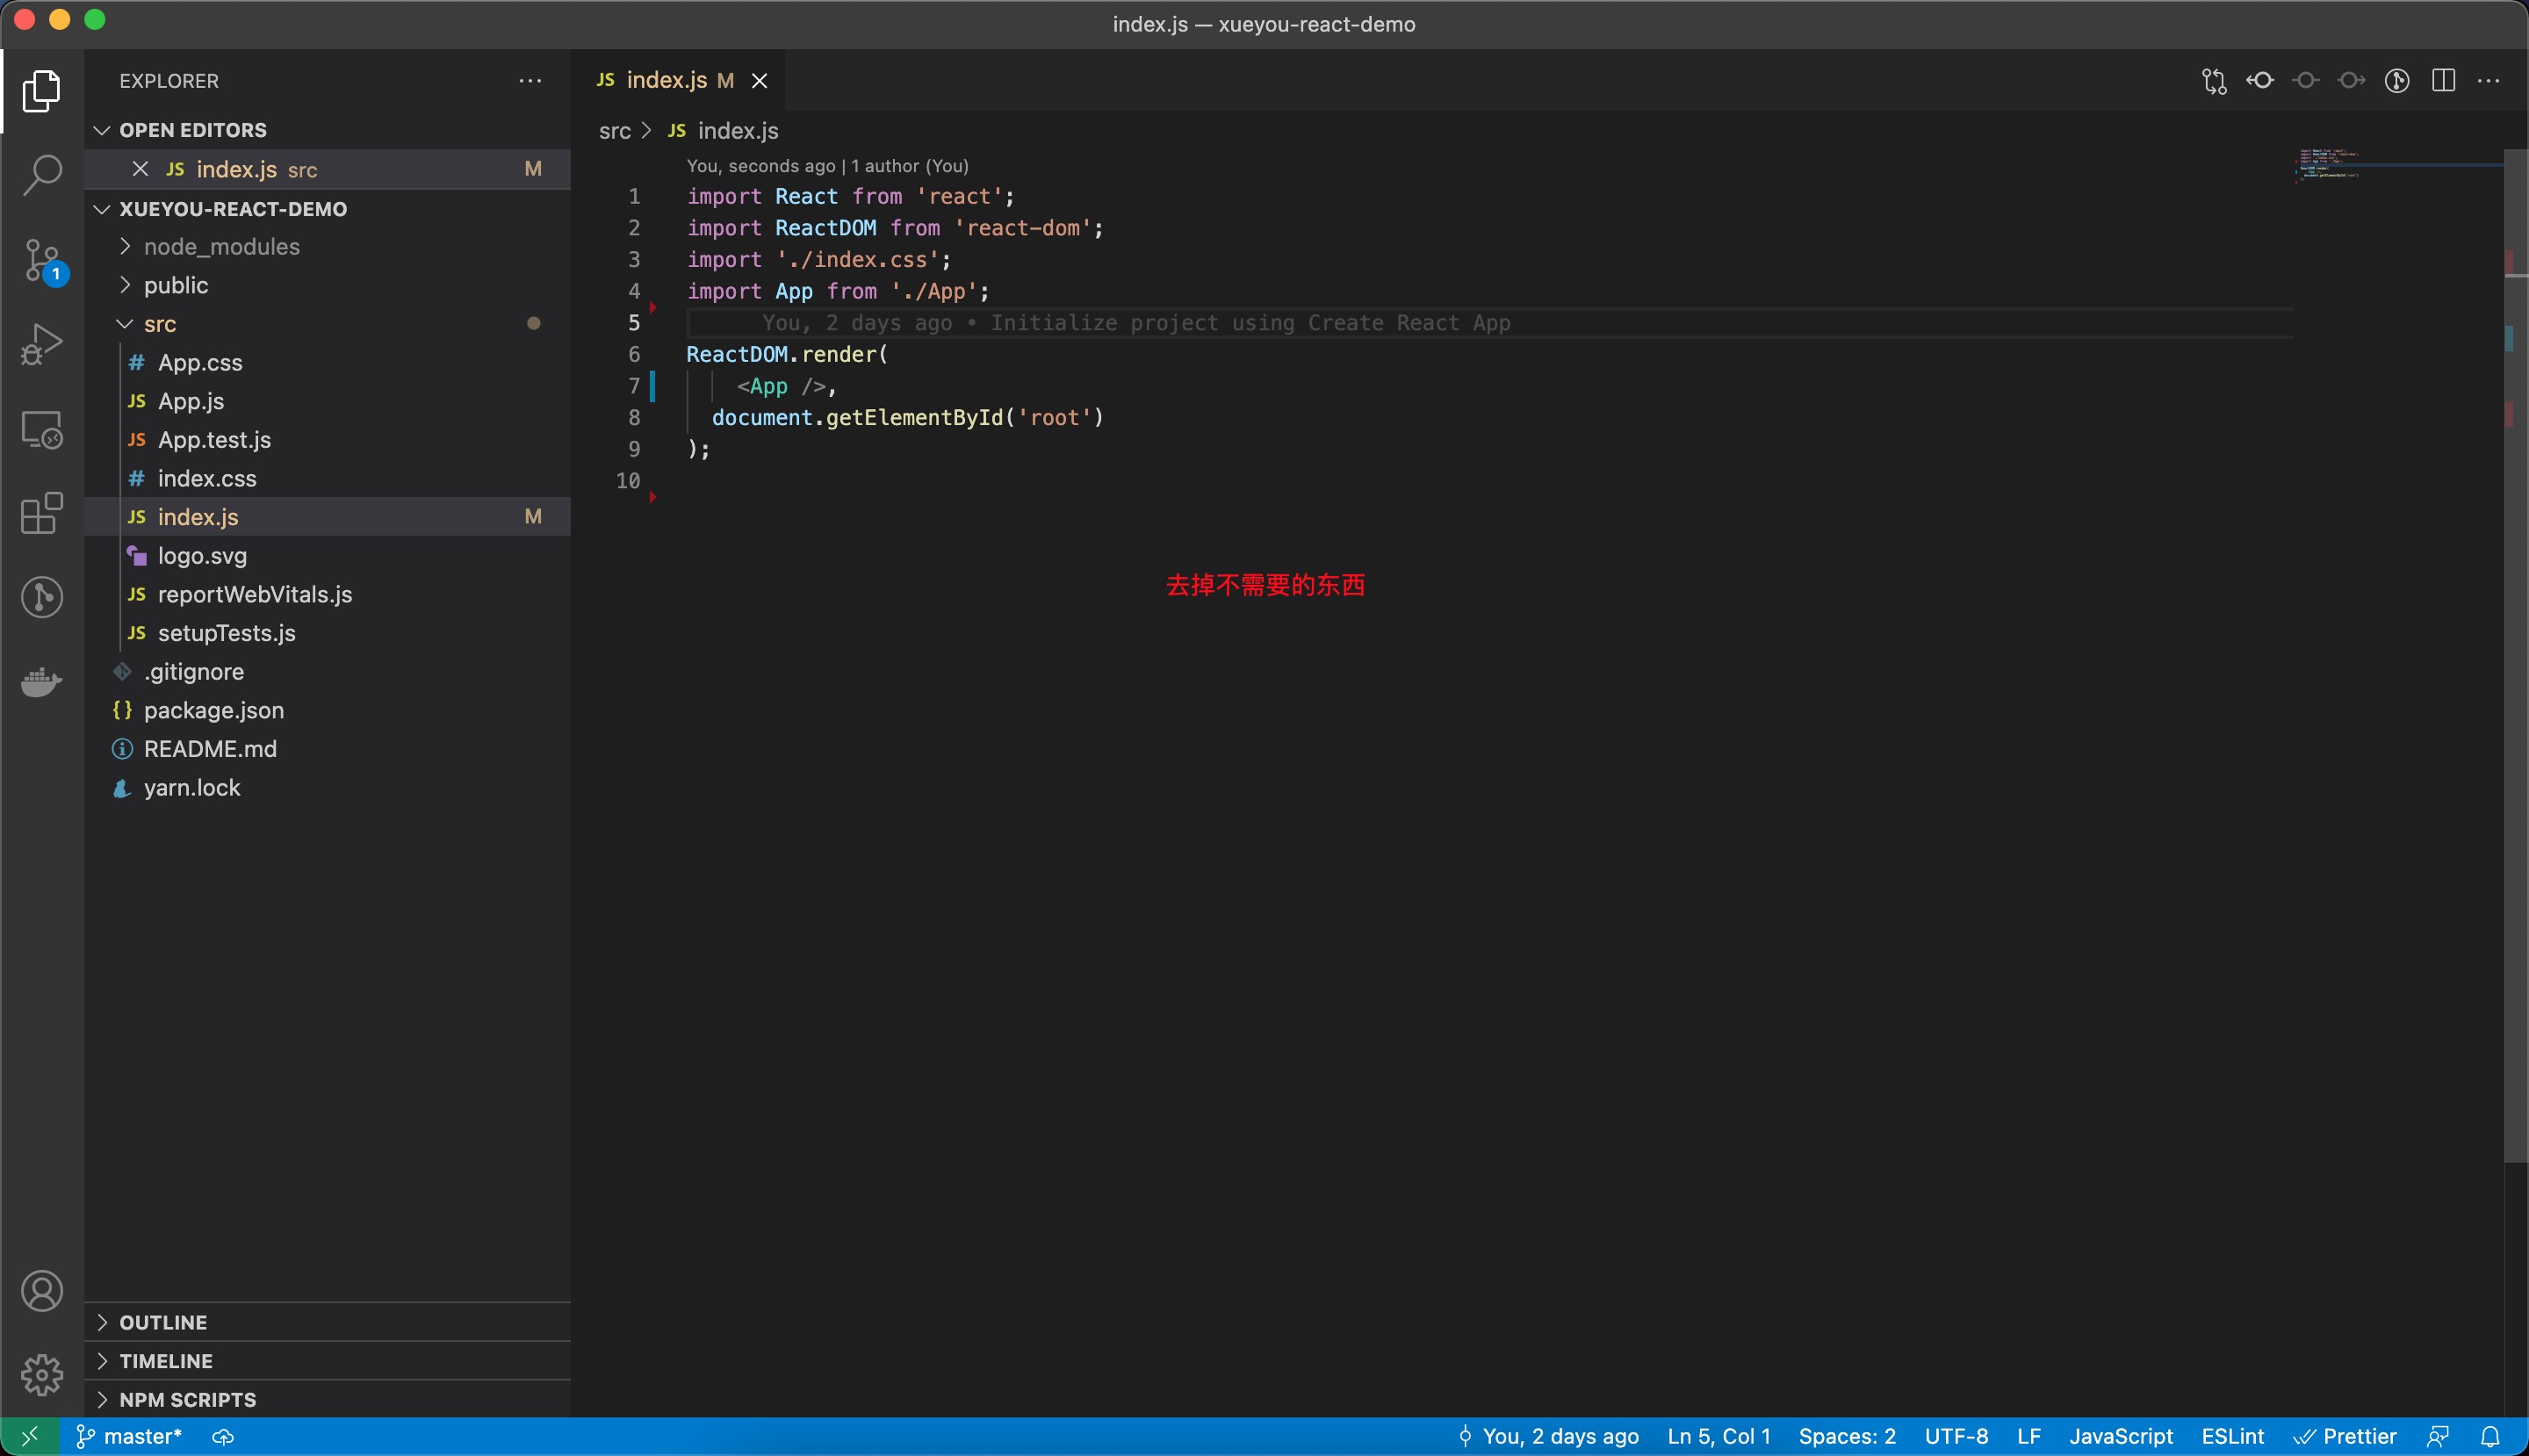 index.js — xueyou-react-demo
EXPLORER
OPEN EDITORS
JS index.js src M
XUEYOU-REACT-DEMO
node_modules
public
src
# App.css
JS App.js
JS App.test.js
# index.css
JS index.js M
logo.svg
JS reportWebVitals.js
JS setupTests.js
.gitignore
{} package.json
README.md
yarn.lock
OUTLINE
TIMELINE
NPM SCRIPTS
1
JS index.js M
src > JS index.js
You, seconds ago | 1 author (You)
1 import React from 'react';
2 import ReactDOM from 'react-dom';
3 import './index.css';
4 import App from './App';
5 You, 2 days ago • Initialize project using Create React App
6 ReactDOM.render(
7 <App />,
8 document.getElementById('root')
9 );
10
去掉不需要的东西
master*
You, 2 days ago
Ln 5, Col 1
Spaces: 2
UTF-8
LF
JavaScript
ESLint
Prettier